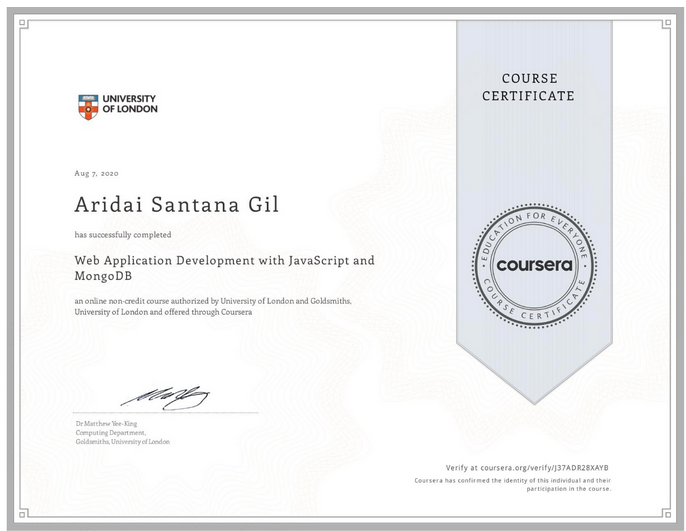 COURSE
CERTIFICATE
UNIVERSITY
OF LONDON
Aug 7, 2020
Aridai Santana Gil
has successfully completed
Web Application Development with JavaScript and
MongoDB
an online non-credit course authorized by University of London and Goldsmiths,
University of London and offered through Coursera
EDUCATION FOR EVERYONE
coursera
COURSE CERTIFICATE
Dr Matthew Yee-King
Computing Department,
Goldsmiths, University of London
Verify at coursera.org/verify/J37ADR28XAYB
Coursera has confirmed the identity of this individual and their
participation in the course.